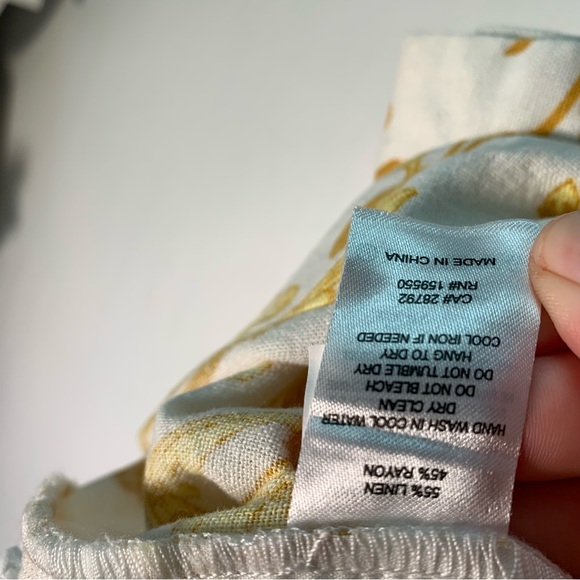 55% LINEN
45% RAYON
HAND WASH IN COOL WATER
DRY CLEAN
DO NOT BLEACH
DO NOT TUMBLE DRY
HANG TO DRY
COOL IRON IF NEEDED
CA# 28792
RN# 159550
MADE IN CHINA